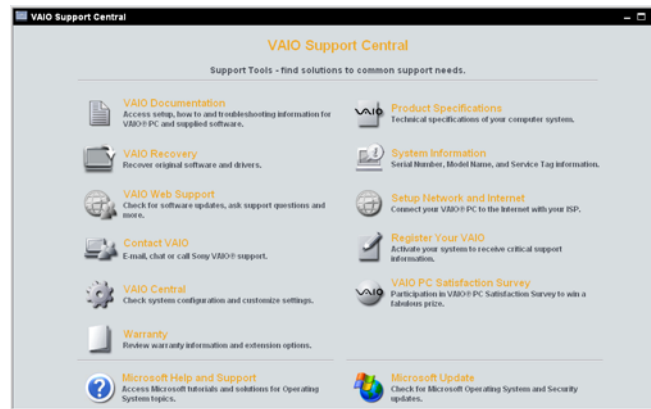 VAIO Support Central
VAIO Support Central
Support Tools - find solutions to common support needs.
VAIO Documentation
Access setup, how to and troubleshooting information for
VAIO® PC and supplied software.
VAIO Recovery
Recover original software and drivers.
VAIO Web Support
Check for software updates, ask support questions and
more.
Contact VAIO
E-mail, chat or call Sony VAIO® support.
VAIO Central
Check system configuration and customize settings.
Warranty
Review warranty information and extension options.
Microsoft Help and Support
Access Microsoft tutorials and solutions for Operating
System topics.
VAIO
Product Specifications
Technical specifications of your computer system.
System Information
Serial Number, Model Name, and Service Tag information.
Setup Network and Internet
Connect your VAIO® PC to the Internet with your ISP.
Register Your VAIO
Activate your system to receive critical support
information.
VAIO
VAIO PC Satisfaction Survey
Participation in VAIO® PC Satisfaction Survey to win a
fabulous prize.
Microsoft Update
Check for Microsoft Operating System and Security
updates.